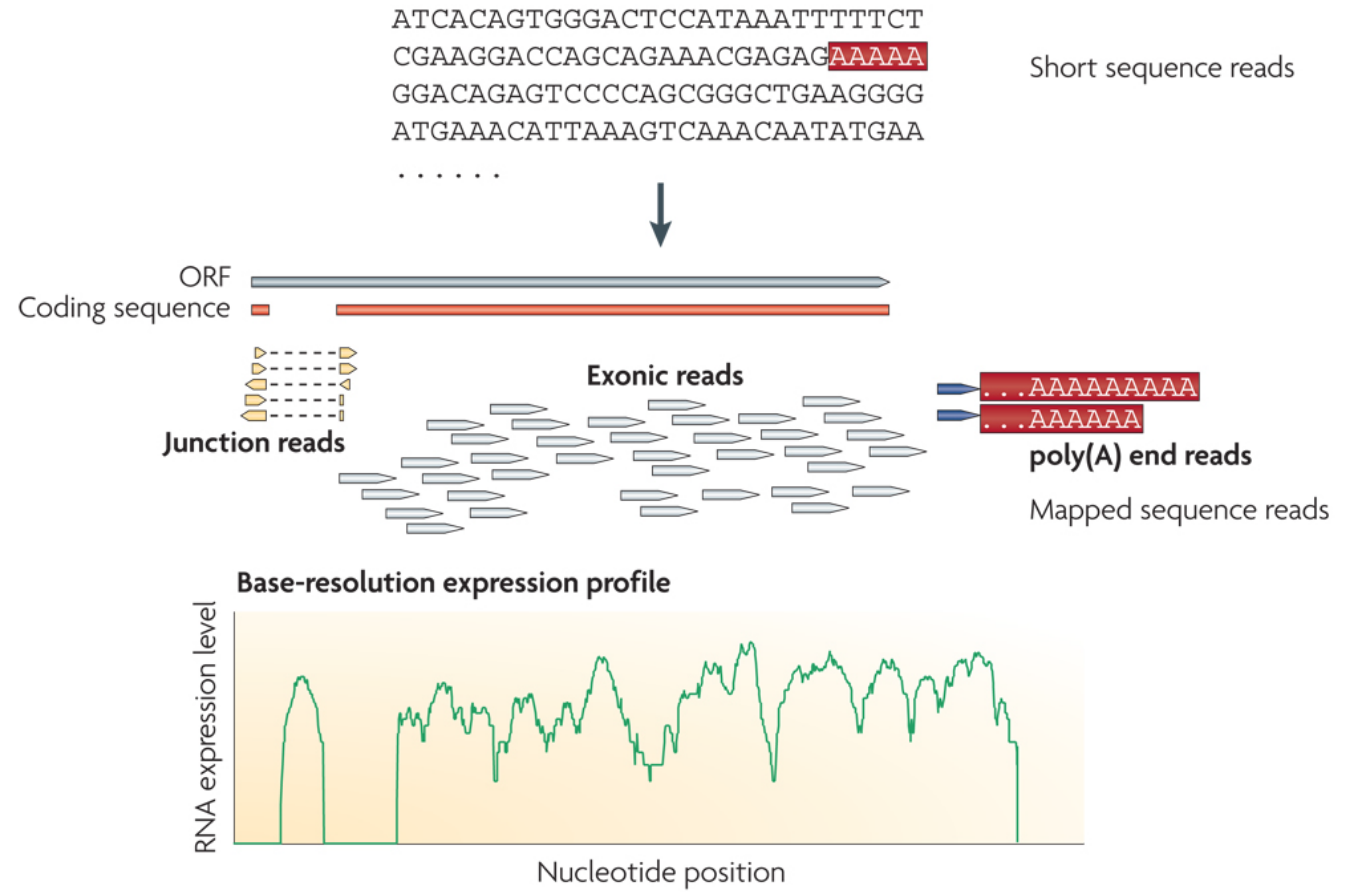 ATCACAGTGGGACTCCATAAATTTTTCT
CGAAGGACCAGCAGAAACGAGAGAAAAA
Short sequence reads
GGACAGAGTCCCCAGCGGGCTGAAGGGG
ATGAAACATTAAAGTCAAACAATATGAA
......
ORF
Coding sequence
Exonic reads
...AAAAAAAAA
...AAAAAA
Junction reads
poly(A) end reads
Mapped sequence reads
Base-resolution expression profile
RNA expression level
Nucleotide position